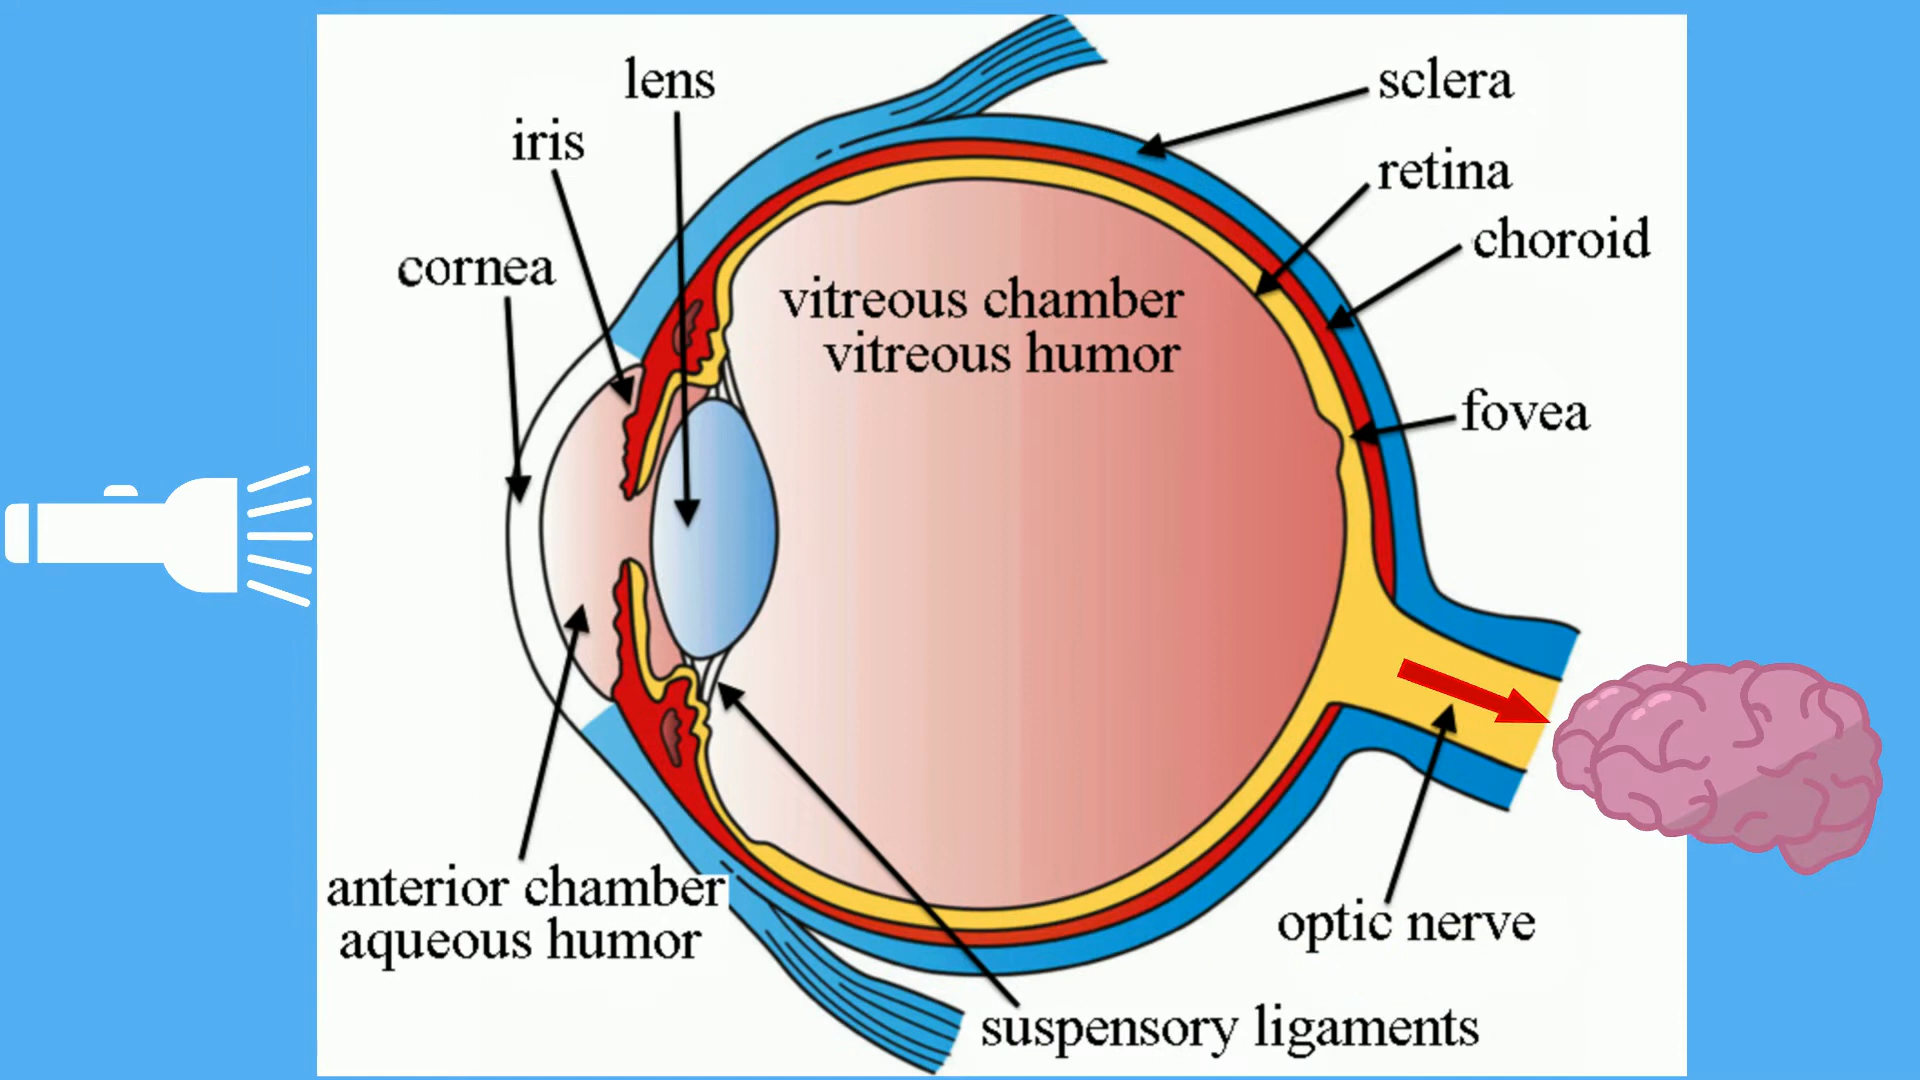 lens
sclera
iris
retina
choroid
cornea
vitreous chamber
vitreous humor
fovea
anterior chamber
aqueous humor
optic nerve
suspensory ligaments